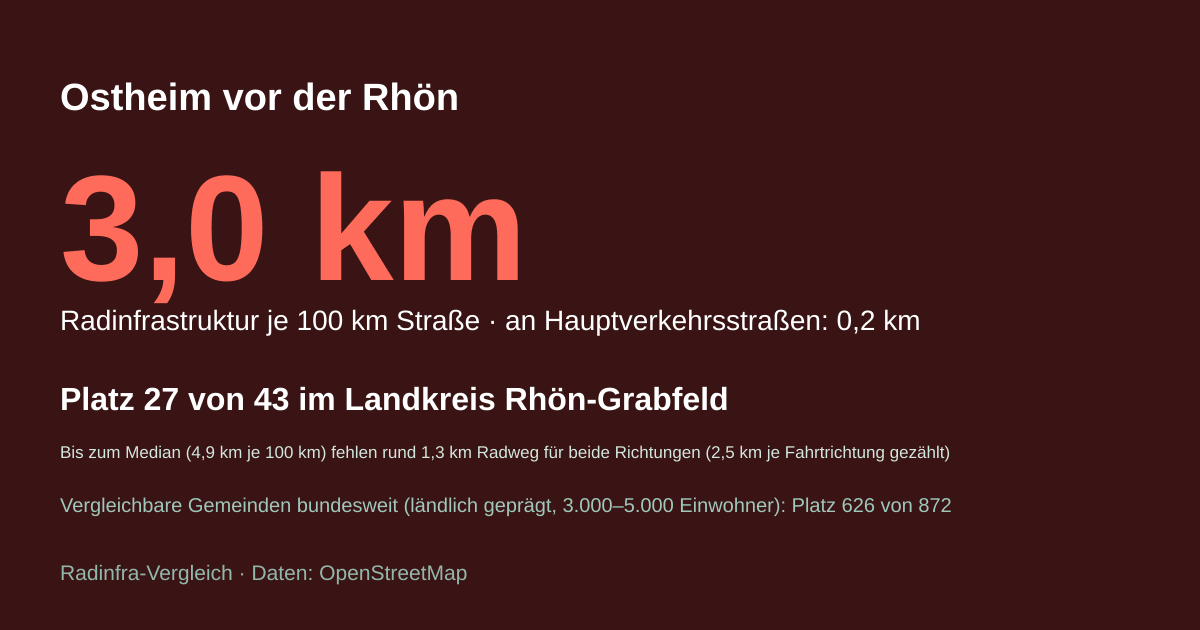 Ostheim vor der Rhön
3,0 km
Radinfrastruktur je 100 km Straße · an Hauptverkehrsstraßen: 0,2 km
Platz 27 von 43 im Landkreis Rhön-Grabfeld
Bis zum Median (4,9 km je 100 km) fehlen rund 1,3 km Radweg für beide Richtungen (2,5 km je Fahrtrichtung gezählt)
Vergleichbare Gemeinden bundesweit (ländlich geprägt, 3.000–5.000 Einwohner): Platz 626 von 872
Radinfra-Vergleich · Daten: OpenStreetMap